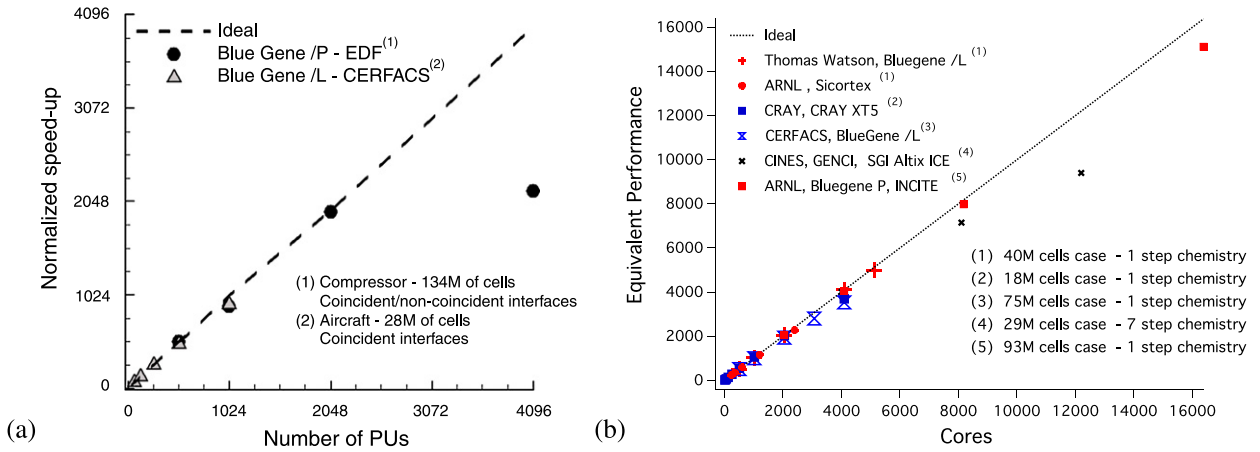 4096
3072
2048
1024
0
Normalized speed-up
Ideal
Blue Gene /P - EDF(1)
Blue Gene /L - CERFACS(2)
(1) Compressor - 134M of cells
Coincident/non-coincident interfaces
(2) Aircraft - 28M of cells
Coincident interfaces
0 1024 2048 3072 4096
Number of PUs
(a)
16000
14000
12000
10000
8000
6000
4000
2000
0
Equivalent Performance
Ideal
Thomas Watson, Bluegene /L (1)
ARNL , Sicortex (1)
CRAY, CRAY XT5 (2)
CERFACS, BlueGene /L(3)
CINES, GENCI, SGI Altix ICE (4)
ARNL, Bluegene P, INCITE (5)
(1) 40M cells case - 1 step chemistry
(2) 18M cells case - 1 step chemistry
(3) 75M cells case - 1 step chemistry
(4) 29M cells case - 7 step chemistry
(5) 93M cells case - 1 step chemistry
0 2000 4000 6000 8000 10000 12000 14000 16000
Cores
(b)